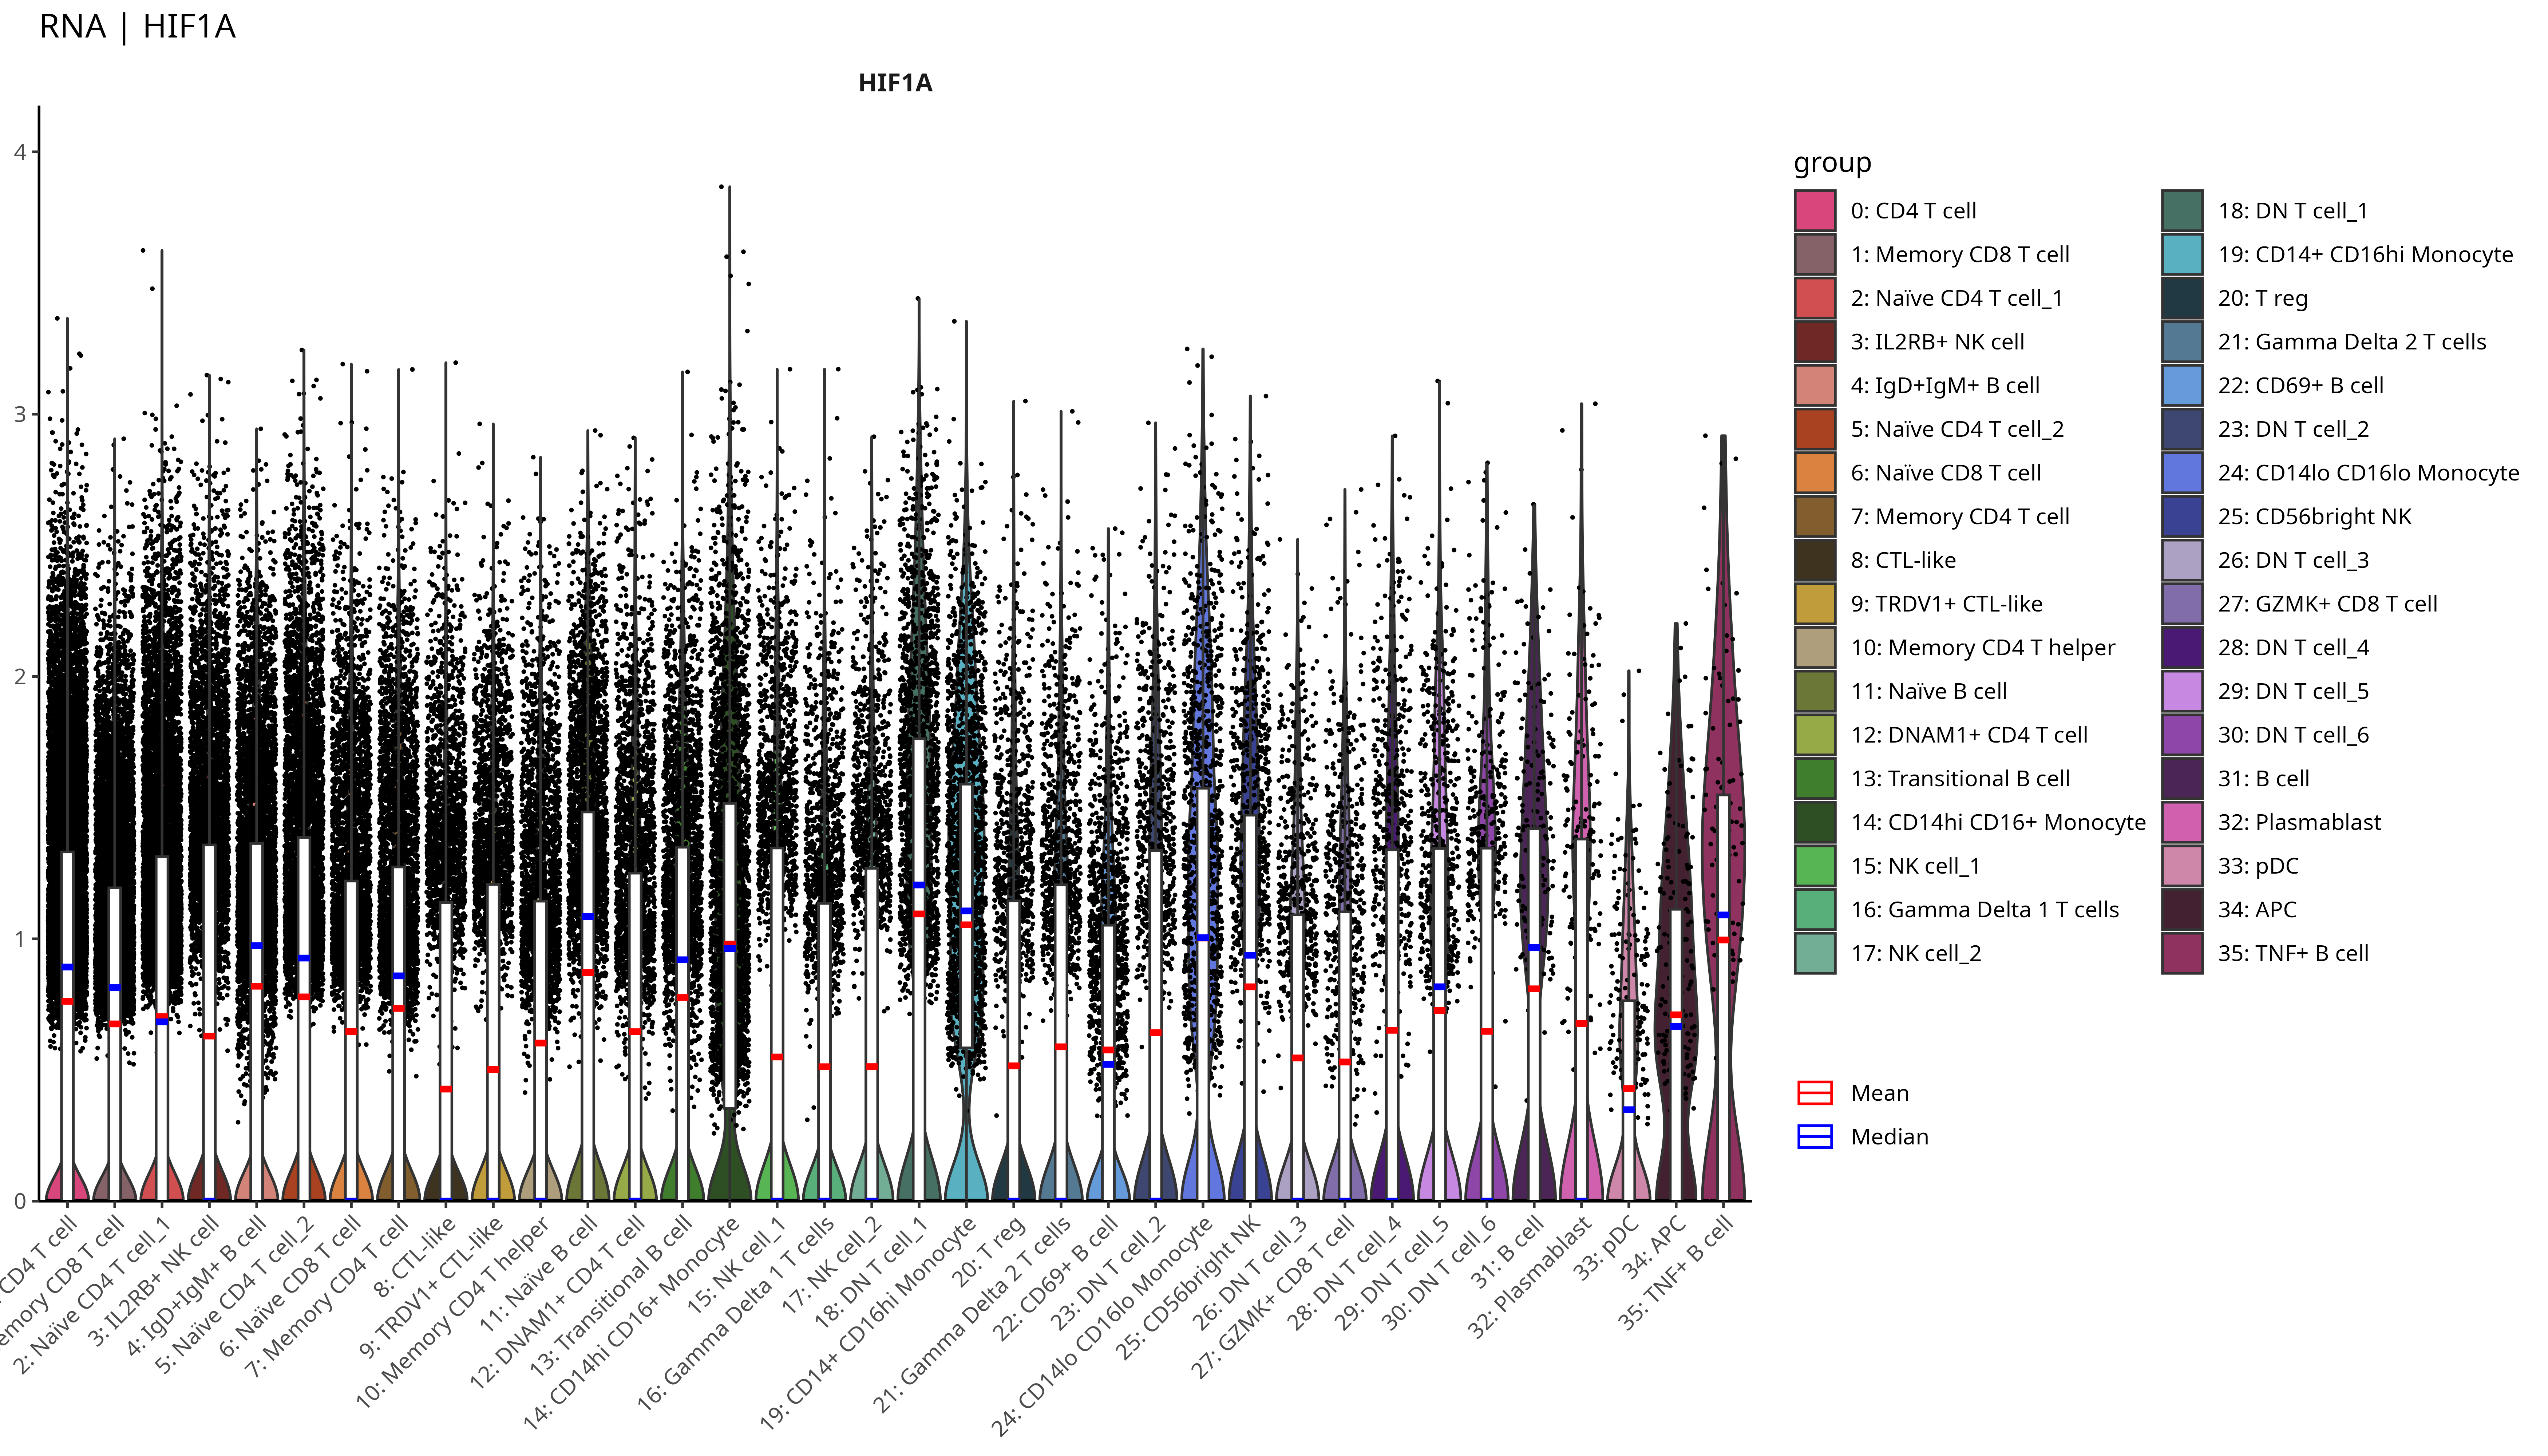 RNA | HIF1A
HIF1A
4
3
2
1
0
CD4 T cell
Memory CD8 T cell
2: Naïve CD4 T cell_1
3: IL2RB+ NK cell
4: IgD+IgM+ B cell
5: Naïve CD4 T cell_2
6: Naïve CD8 T cell
7: Memory CD4 T cell
8: CTL-like
9: TRDV1+ CTL-like
10: Memory CD4 T helper
11: Naïve B cell
12: DNAM1+ CD4 T cell
13: Transitional B cell
14: CD14hi CD16+ Monocyte
15: NK cell_1
16: Gamma Delta 1 T cells
17: NK cell_2
18: DN T cell_1
19: CD14+ CD16hi Monocyte
20: T reg
21: Gamma Delta 2 T cells
22: CD69+ B cell
23: DN T cell_2
24: CD14lo CD16lo Monocyte
25: CD56bright NK
26: DN T cell_3
27: GZMK+ CD8 T cell
28: DN T cell_4
29: DN T cell_5
30: DN T cell_6
31: B cell
32: Plasmablast
33: pDC
34: APC
35: TNF+ B cell
group
0: CD4 T cell
1: Memory CD8 T cell
2: Naïve CD4 T cell_1
3: IL2RB+ NK cell
4: IgD+IgM+ B cell
5: Naïve CD4 T cell_2
6: Naïve CD8 T cell
7: Memory CD4 T cell
8: CTL-like
9: TRDV1+ CTL-like
10: Memory CD4 T helper
11: Naïve B cell
12: DNAM1+ CD4 T cell
13: Transitional B cell
14: CD14hi CD16+ Monocyte
15: NK cell_1
16: Gamma Delta 1 T cells
17: NK cell_2
18: DN T cell_1
19: CD14+ CD16hi Monocyte
20: T reg
21: Gamma Delta 2 T cells
22: CD69+ B cell
23: DN T cell_2
24: CD14lo CD16lo Monocyte
25: CD56bright NK
26: DN T cell_3
27: GZMK+ CD8 T cell
28: DN T cell_4
29: DN T cell_5
30: DN T cell_6
31: B cell
32: Plasmablast
33: pDC
34: APC
35: TNF+ B cell
Mean
Median